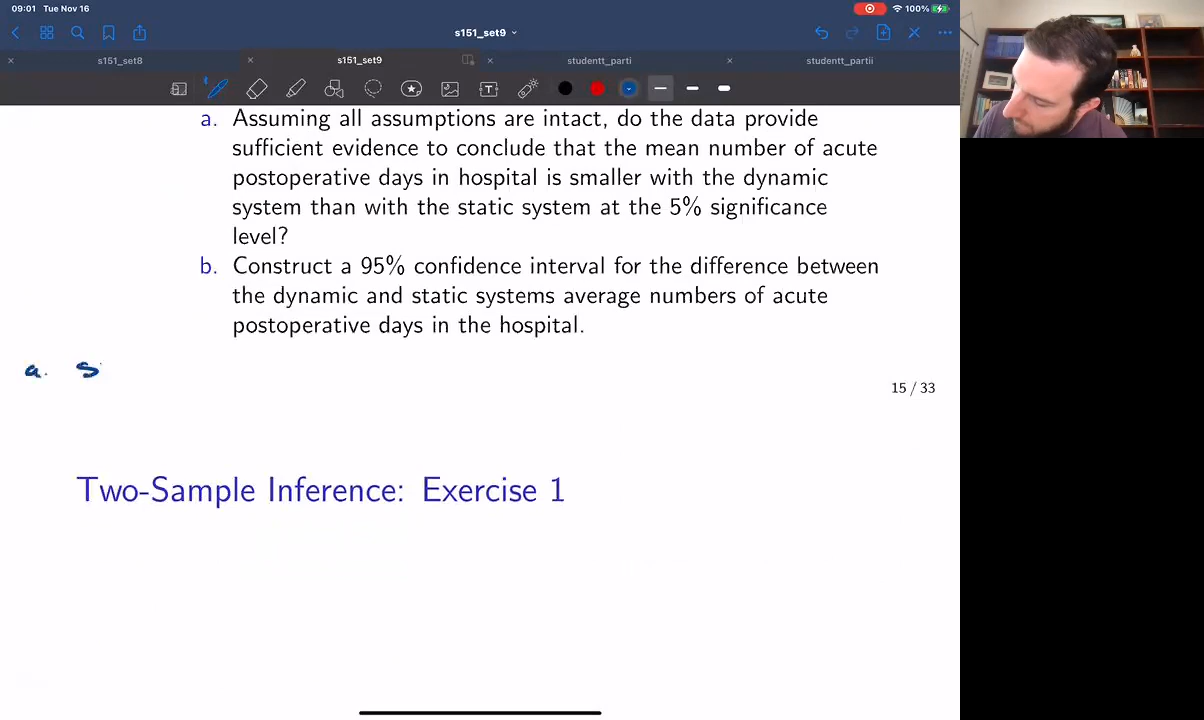 09:01 Tue Nov 16
100%
s151_set9
s151_set8
s151_set9
studentt_parti
studentt_partii
a. Assuming all assumptions are intact, do the data provide
sufficient evidence to conclude that the mean number of acute
postoperative days in hospital is smaller with the dynamic
system than with the static system at the 5% significance
level?
b. Construct a 95% confidence interval for the difference between
the dynamic and static systems average numbers of acute
postoperative days in the hospital.
a. S
15 / 33
Two-Sample Inference: Exercise 1